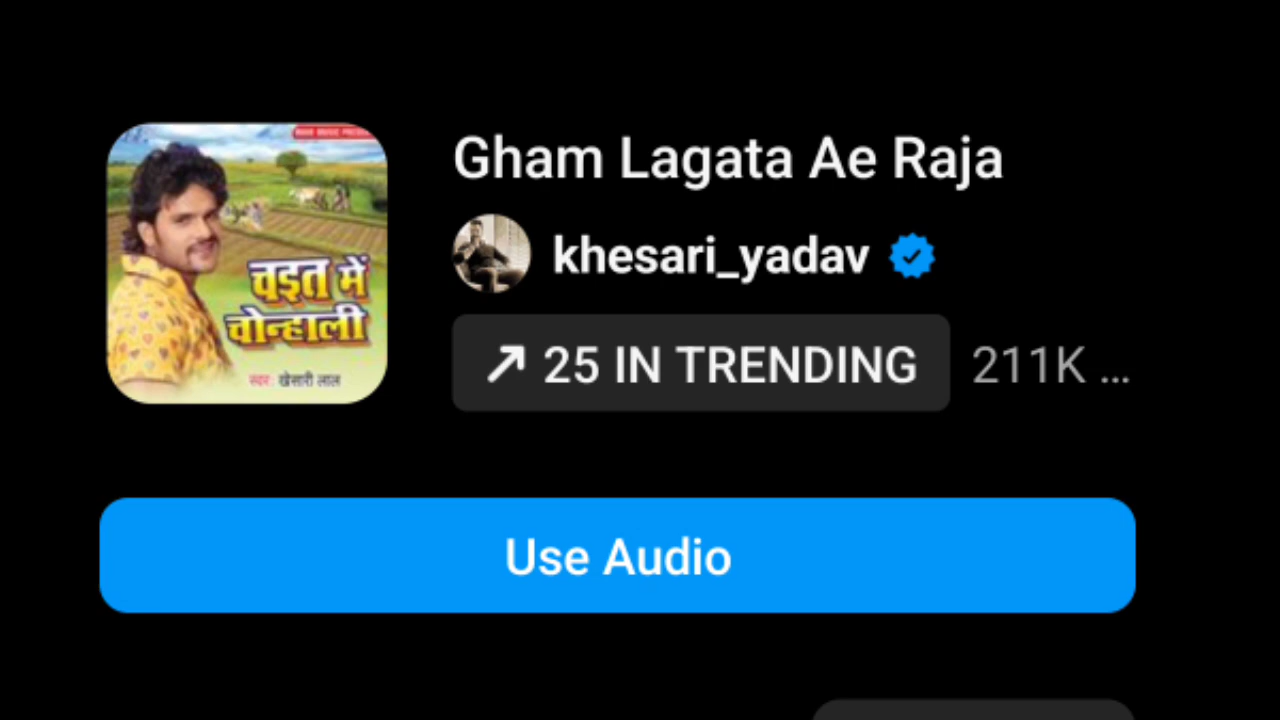 Gham Lagata Ae Raja
khesari_yadav
25 IN TRENDING 211K ...
चइत में
चोन्हाली
स्वर: खेसारी लाल
Use Audio